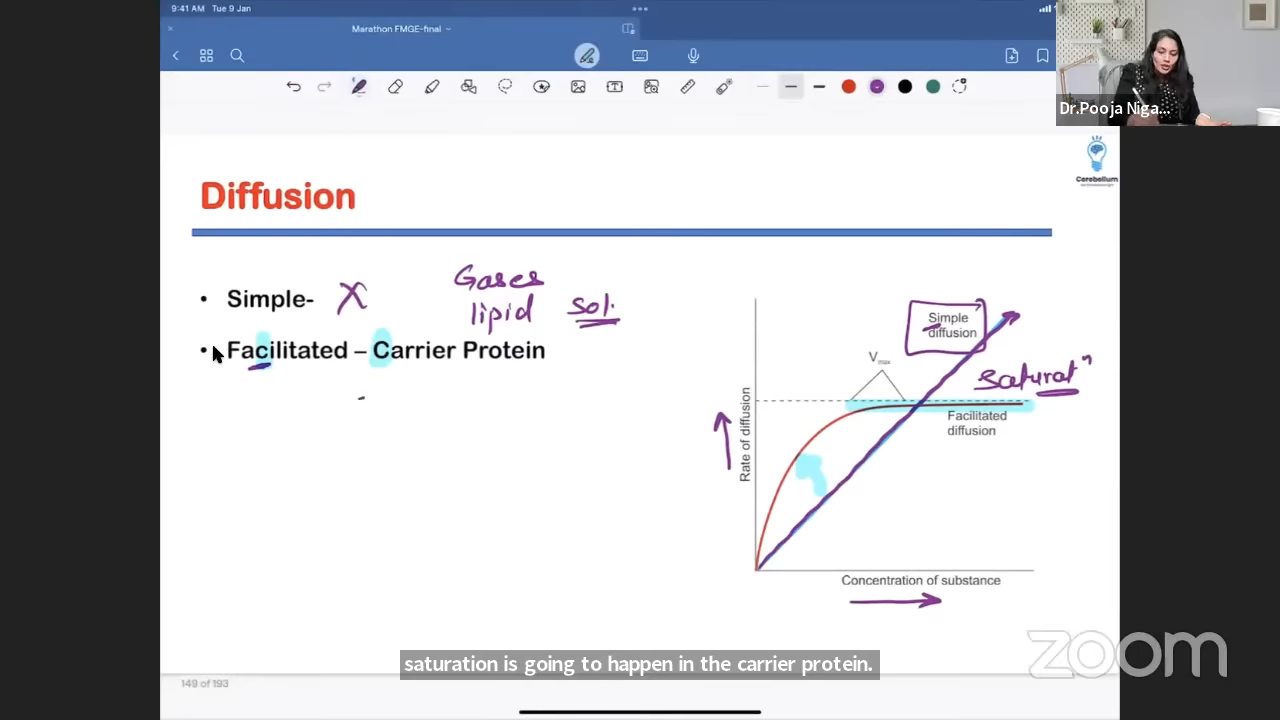 9:41 AM Tue 9 Jan
Marathon FMGE-final
Dr.Pooja Niga...
Cerebellum
Diffusion
• Simple- X
Gases
lipid sol.
• Facilitated – Carrier Protein
Simple
diffusion
Vmax
saturatn
Facilitated
diffusion
Rate of diffusion
Concentration of substance
saturation is going to happen in the carrier protein.
zoom
149 of 193